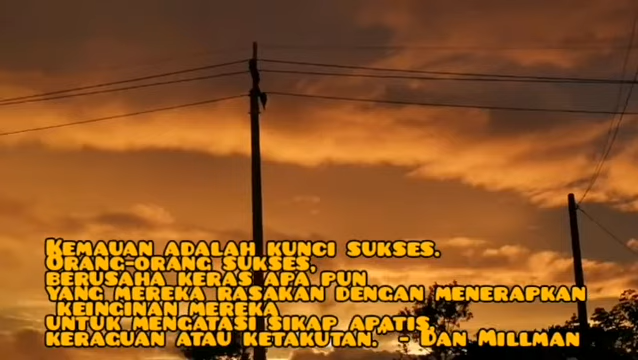 Kemauan adalah kunci sukses.
Orang-orang sukses,
berusaha keras apa pun
yang mereka rasakan dengan menerapkan
keinginan mereka
untuk mengatasi sikap apatis,
keraguan atau ketakutan." - Dan Millman